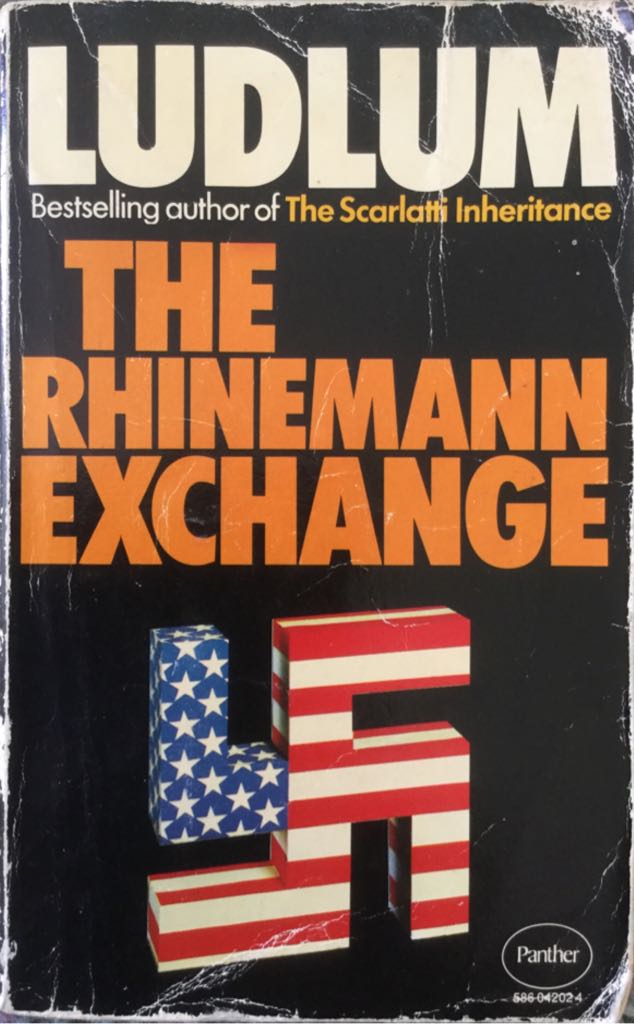 LUDLUM
Bestselling author of The Scarlatti Inheritance
THE
RHINEMANN
EXCHANGE
Panther
586 04202 4